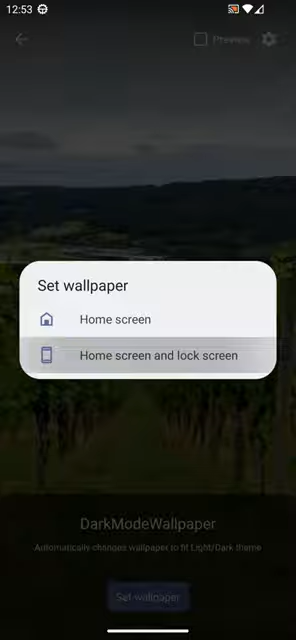 12:53
Preview
Set wallpaper
Home screen
Home screen and lock screen
DarkModeWallpaper
Automatically changes wallpaper to fit Light/Dark theme
Set wallpaper